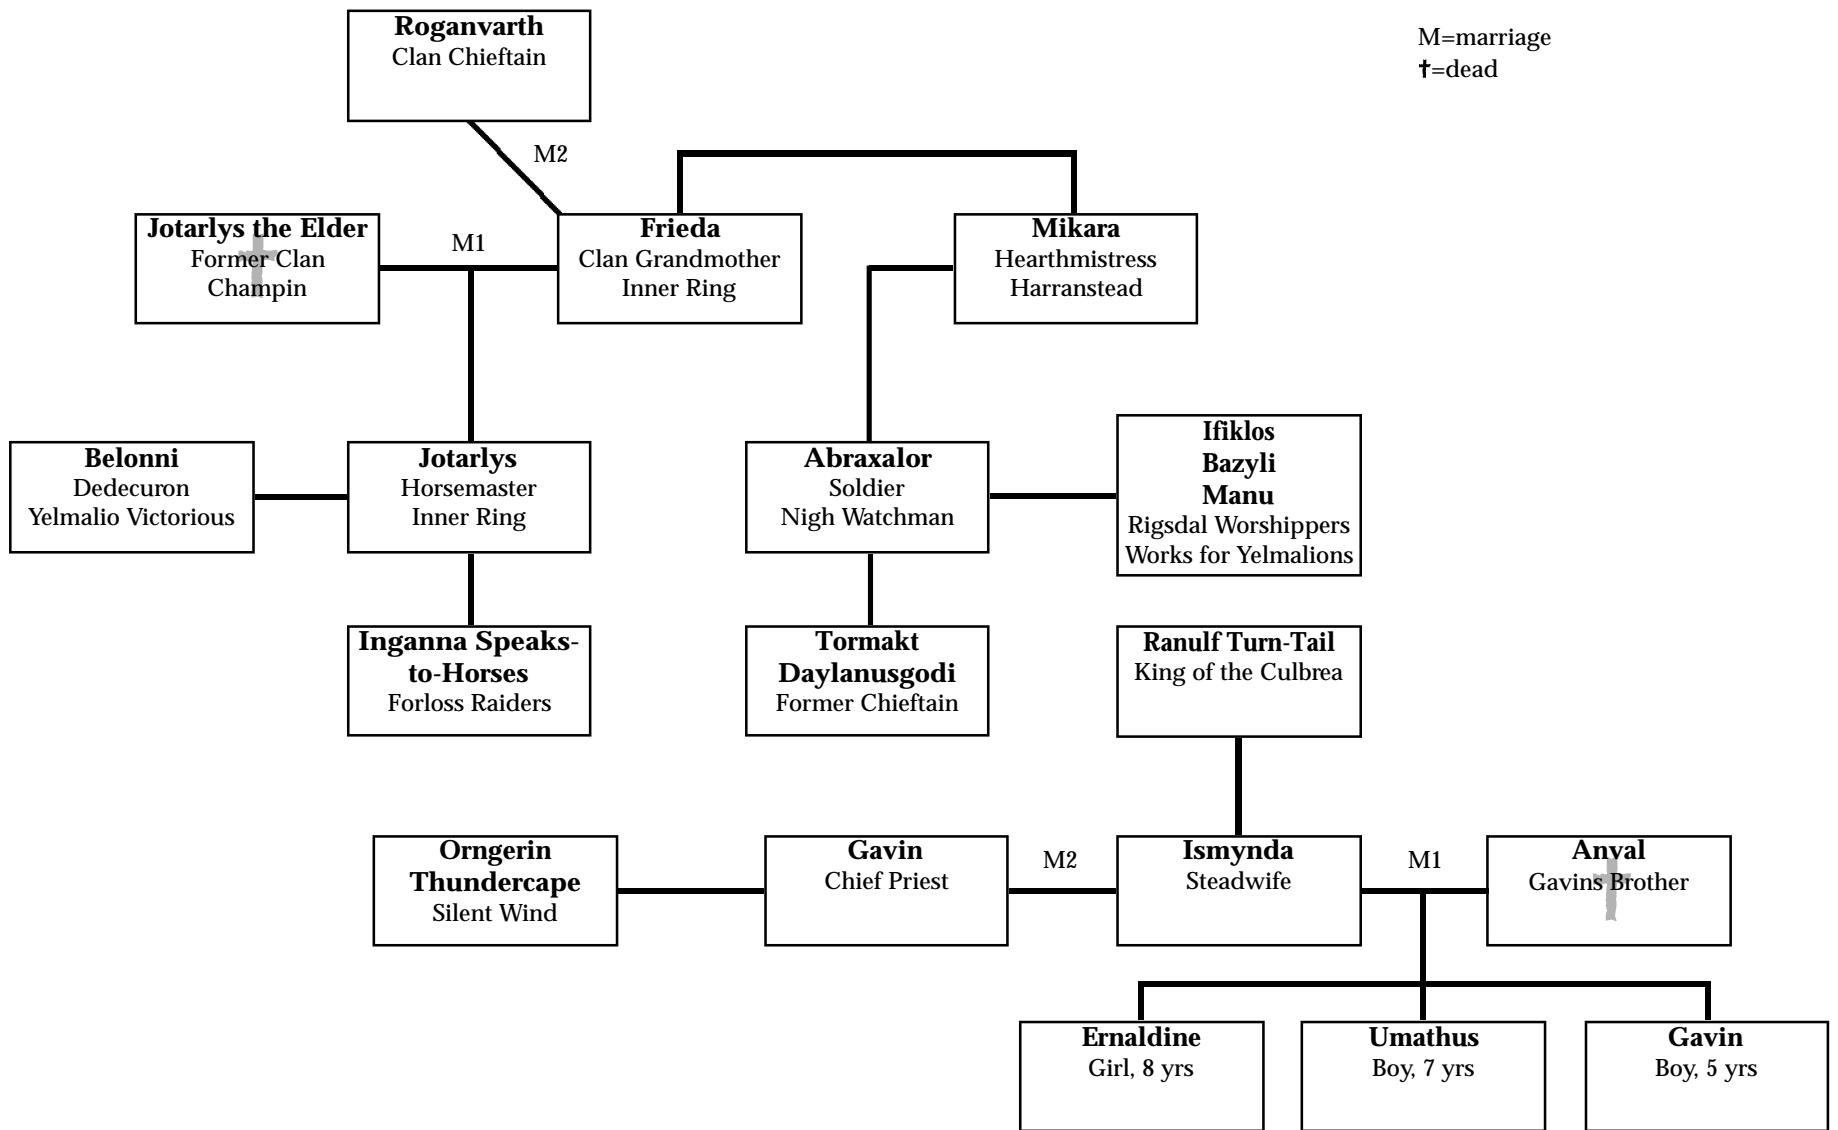 Roganvarth
Clan Chieftain
M=marriage
✝=dead
M2
Jotarlys the Elder
Former Clan
Champin
M1
Frieda
Clan Grandmother
Inner Ring
Mikara
Hearthmistress
Harranstead
Belonni
Dedecuron
Yelmalio Victorious
Jotarlys
Horsemaster
Inner Ring
Abraxalor
Soldier
Nigh Watchman
Ifiklos
Bazyli
Manu
Rigsdal Worshippers
Works for Yelmalions
Inganna Speaks-
to-Horses
Forloss Raiders
Tormakt
Daylanusgodi
Former Chieftain
Ranulf Turn-Tail
King of the Culbrea
Orngerin
Thundercape
Silent Wind
Gavin
Chief Priest
M2
Ismynda
Steadwife
M1
Anyal
Gavins Brother
Ernaldine
Girl, 8 yrs
Umathus
Boy, 7 yrs
Gavin
Boy, 5 yrs